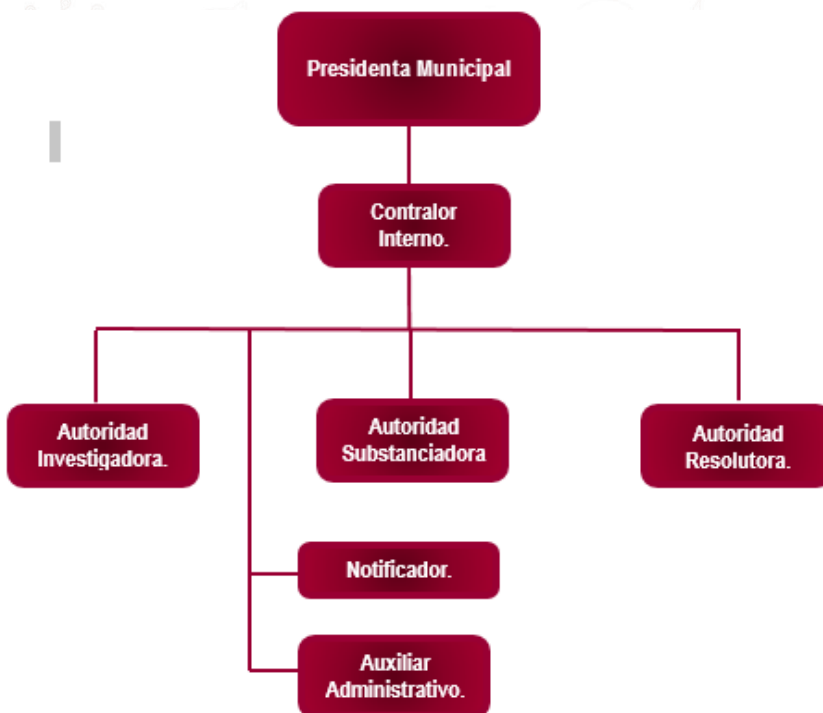 Presidenta Municipal
Contralor
Interno.
Autoridad
Investigadora.
Autoridad
Substanciadora
Autoridad
Resolutora.
Notificador.
Auxiliar
Administrativo.